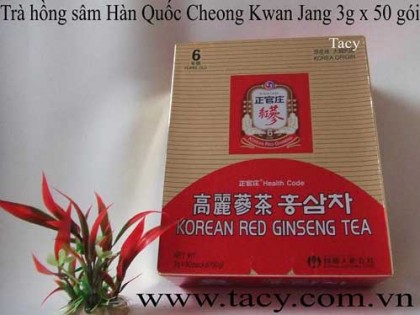 Trà hồng sâm Hàn Quốc Cheong Kwan Jang 3g x 50 gói
Tacy
6
KOREA ORIGIN
正官庄
紅蔘
正官庄 Health Code
高麗蔘茶 홍삼차
KOREAN RED GINSENG TEA
www.tacy.com.vn